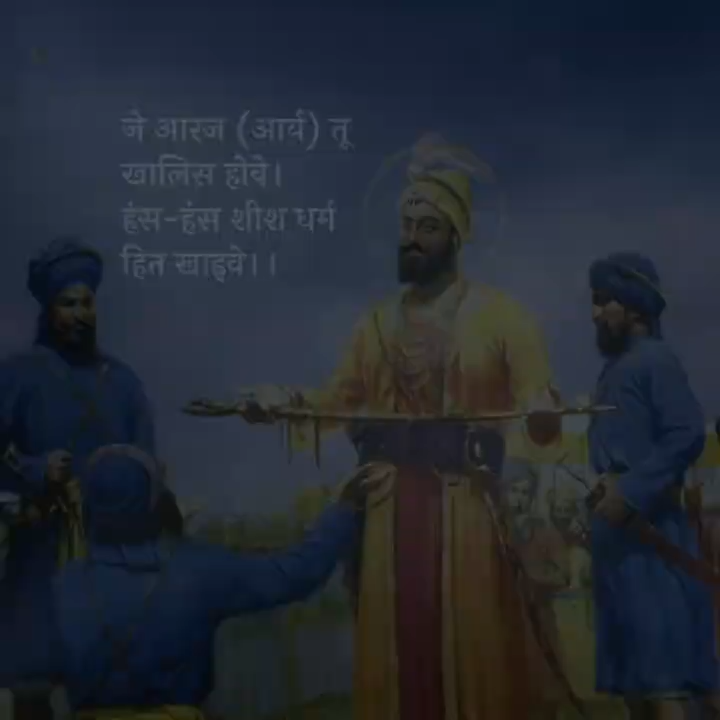 जे आरज (आर्य) तू
खालिस होवे।
हंस-हंस शीश धर्म
हित खाइवे।।